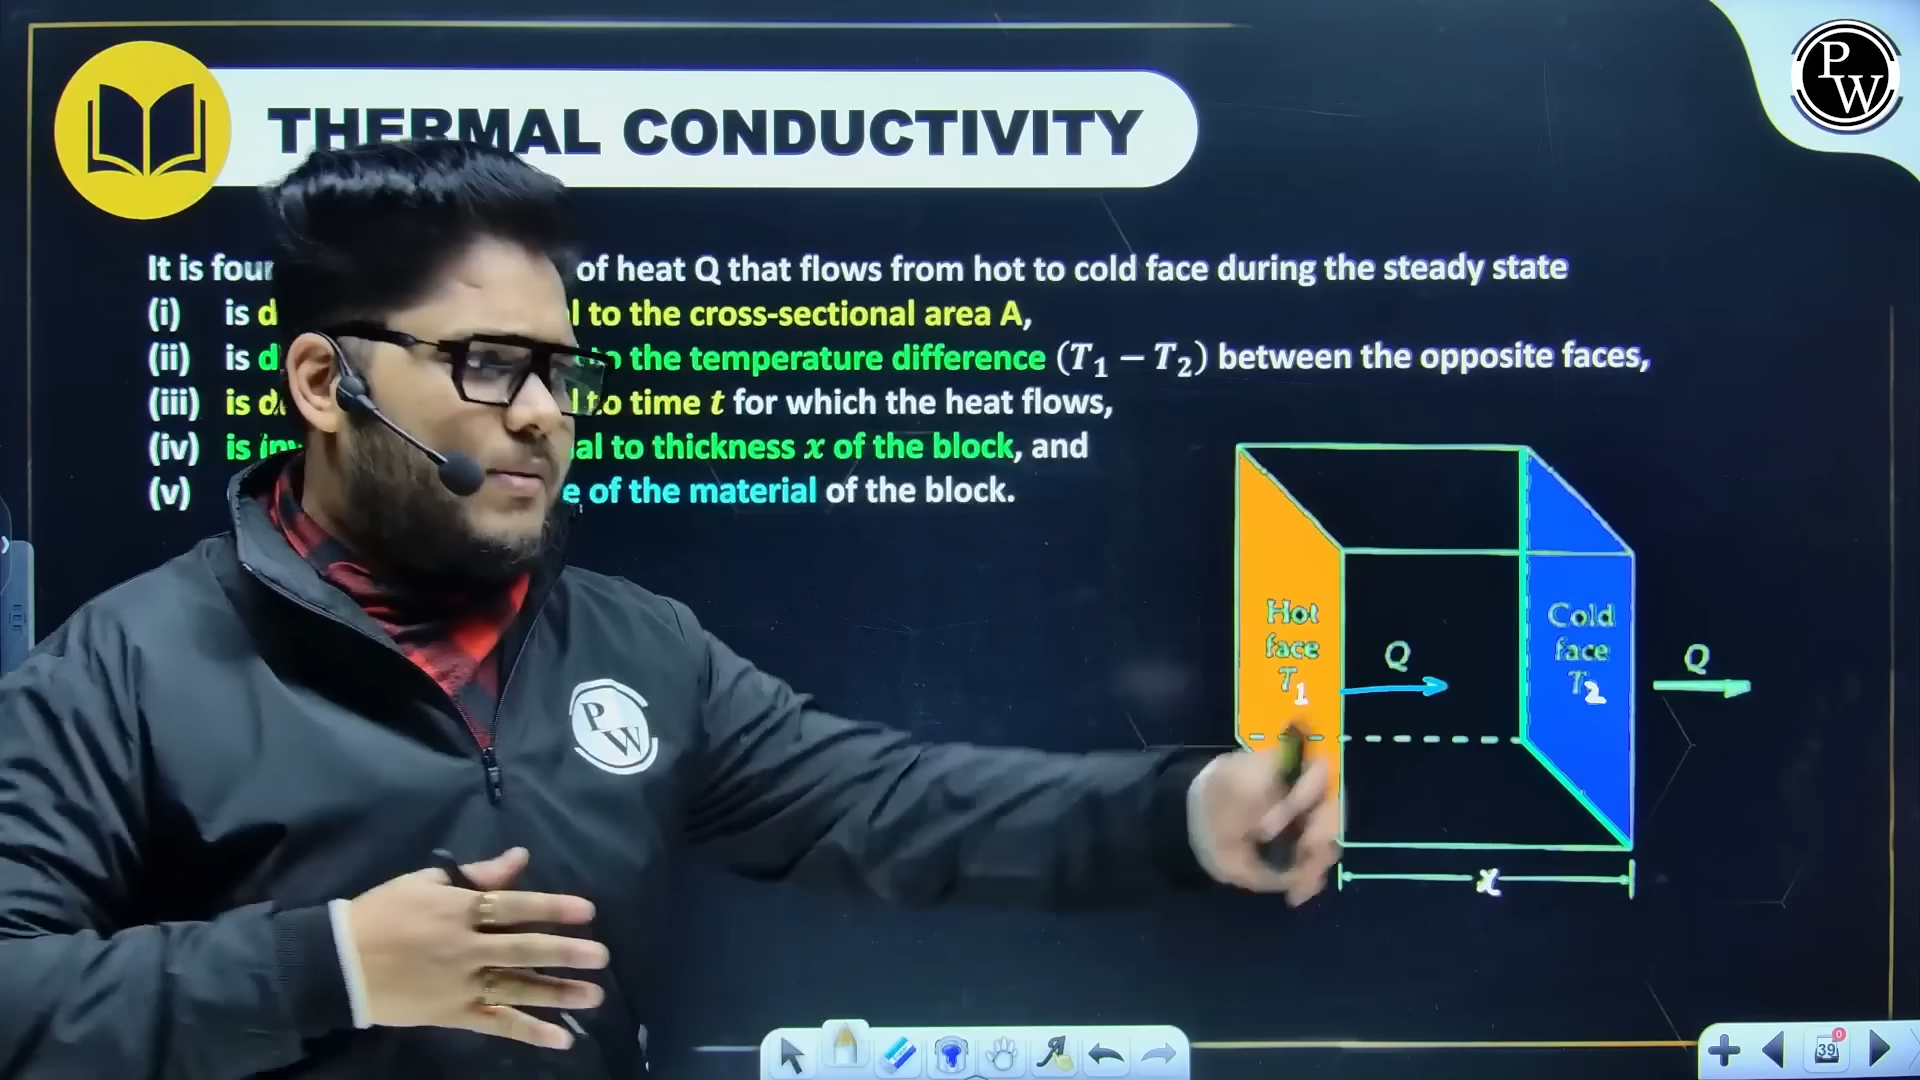 PW
THERMAL CONDUCTIVITY
It is of heat Q that flows from hot to cold face during the steady state
(i) is to the cross-sectional area A,
(ii) is the temperature difference (T₁ − T₂) between the opposite faces,
(iii) is to time t for which the heat flows,
(iv) is to thickness x of the block, and
(v) of the material of the block.
Hot face T1
Q
Cold face T2
Q
x
PW
39
0